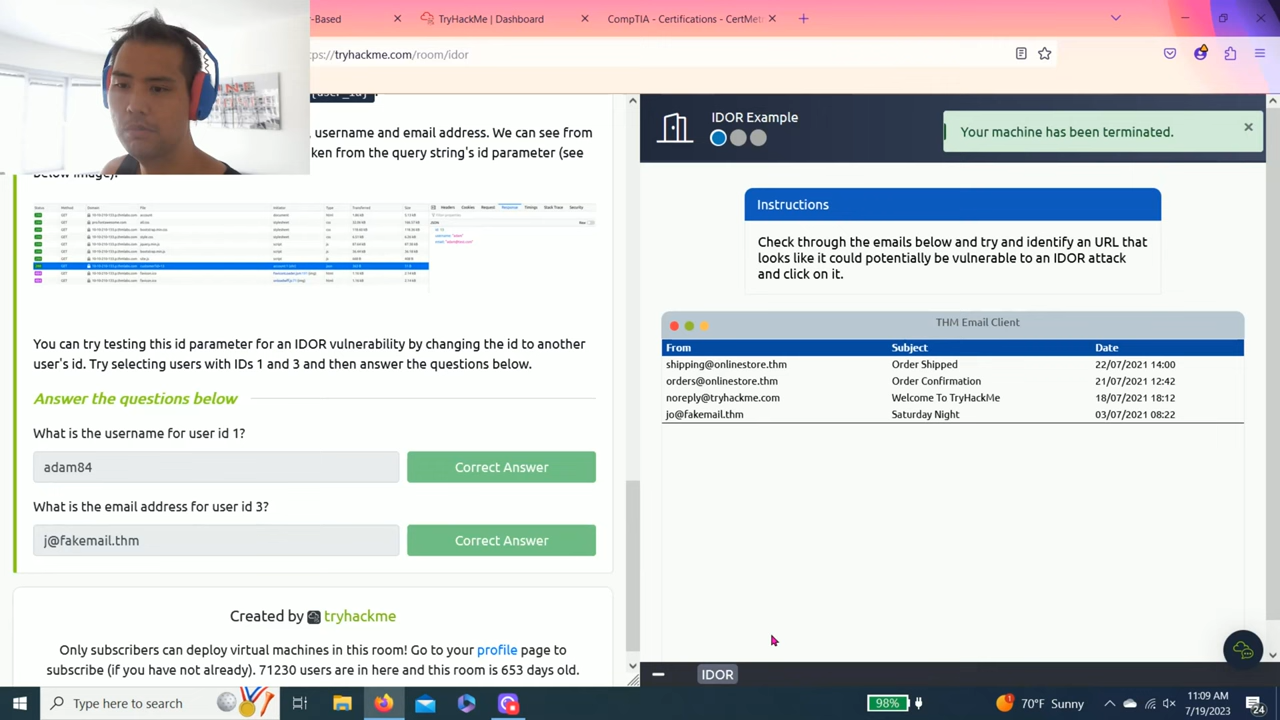 r-Based
TryHackMe | Dashboard
CompTIA - Certifications - CertMet
ps://tryhackme.com/room/idor
{user_id}.
, username and email address. We can see from
ken from the query string's id parameter (see
below image).
You can try testing this id parameter for an IDOR vulnerability by changing the id to another
user's id. Try selecting users with IDs 1 and 3 and then answer the questions below.
Answer the questions below
What is the username for user id 1?
adam84
Correct Answer
What is the email address for user id 3?
j@fakemail.thm
Correct Answer
Created by tryhackme
Only subscribers can deploy virtual machines in this room! Go to your profile page to
subscribe (if you have not already). 71230 users are in here and this room is 653 days old.
IDOR Example
Your machine has been terminated.
Instructions
Check through the emails below and try and identify an URL that
looks like it could potentially be vulnerable to an IDOR attack
and click on it.
THM Email Client
From Subject Date
shipping@onlinestore.thm Order Shipped 22/07/2021 14:00
orders@onlinestore.thm Order Confirmation 21/07/2021 12:42
noreply@tryhackme.com Welcome To TryHackMe 18/07/2021 18:12
jo@fakemail.thm Saturday Night 03/07/2021 08:22
IDOR
Type here to search
98%
1
70°F Sunny
11:09 AM
7/19/2023
24